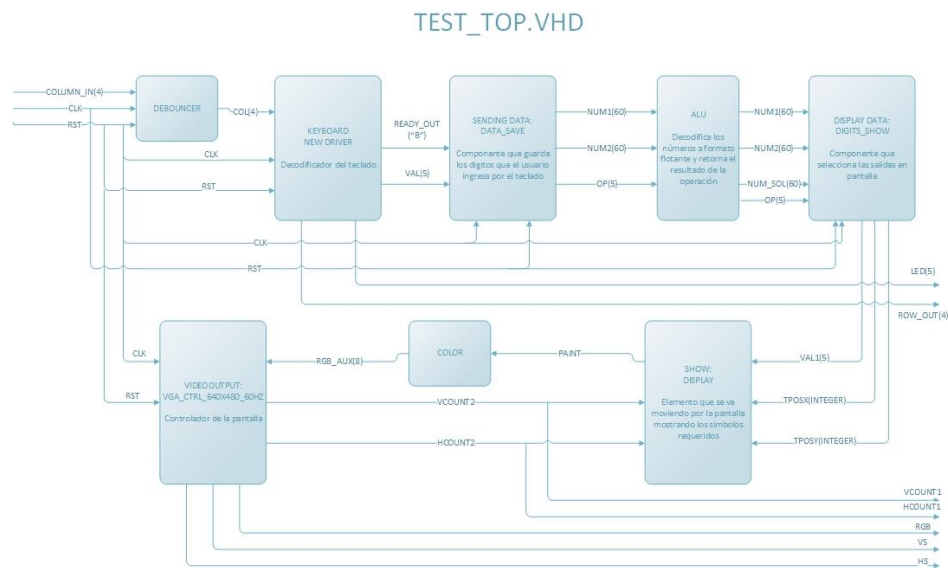 TEST_TOP.VHD
COLUMN_IN(4)
CLK
RST
DEBOUNCER
COL(4)
CLK
RST
KEYBOARD
NEW DRIVER
Decodificador del teclado
READY_OUT
("B")
VAL(5)
SENDING DATA:
DATA_SAVE
Componente que guarda
los digitos que el usuario
ingresa por el teclado
NUM1(60)
NUM2(60)
OP(5)
ALU
Decodifica los
números a formato
flotante y retorna el
resultado de la
operación
NUM1(60)
NUM2(60)
NUM_SOL(60)
OP(5)
DISPLAY DATA:
DIGITS_SHOW
Componente que
selecciona las salidas en
pantalla
CLK
RST
LED(5)
ROW_OUT(4)
CLK
RST
VIDEO OUTPUT:
VGA_CTRL_640X480_60HZ
Controlador de la pantalla
RGB_AUX(8)
COLOR
PAINT
VCOUNT2
HCOUNT2
SHOW:
DISPLAY
Elemento que se va
moviendo por la pantalla
mostrando los símbolos
requeridos
VAL1(5)
TPOSX(INTEGER)
TPOSY(INTEGER)
VCOUNT1
HCOUNT1
RGB
VS
HS